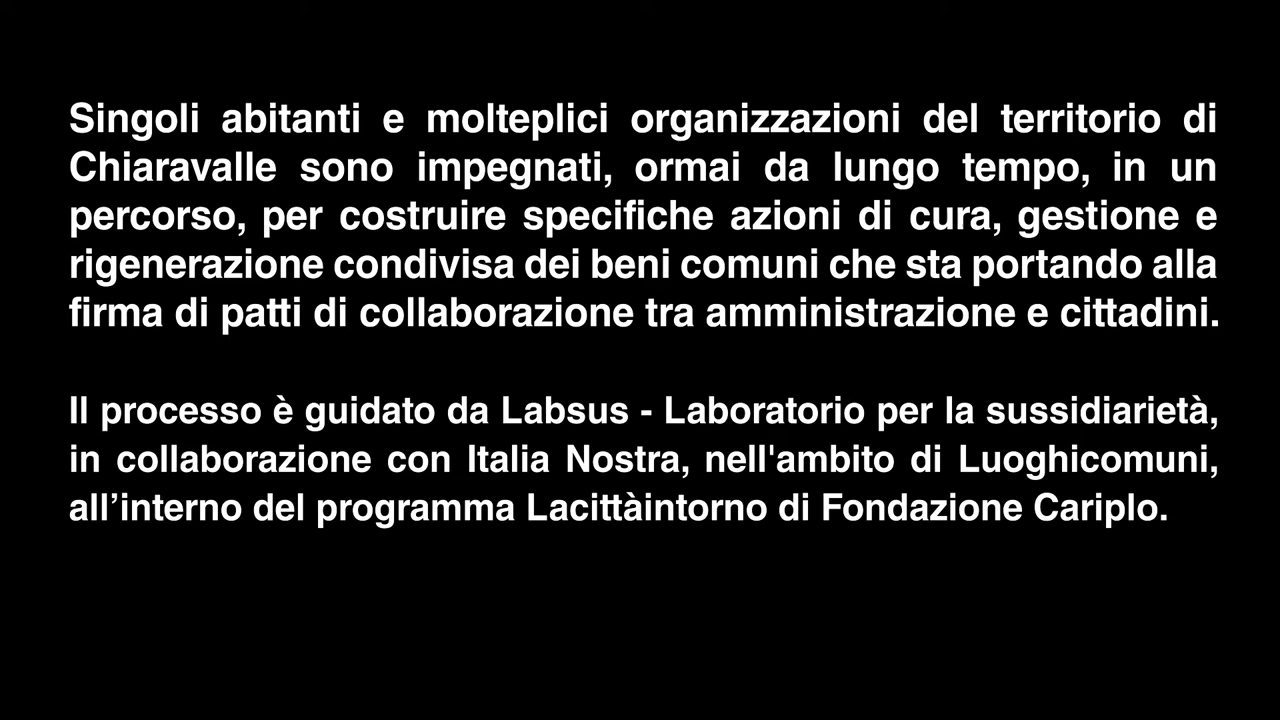 Singoli abitanti e molteplici organizzazioni del territorio di
Chiaravalle sono impegnati, ormai da lungo tempo, in un
percorso, per costruire specifiche azioni di cura, gestione e
rigenerazione condivisa dei beni comuni che sta portando alla
firma di patti di collaborazione tra amministrazione e cittadini.
Il processo è guidato da Labsus - Laboratorio per la sussidiarietà,
in collaborazione con Italia Nostra, nell'ambito di Luoghicomuni,
all’interno del programma Lacittàintorno di Fondazione Cariplo.